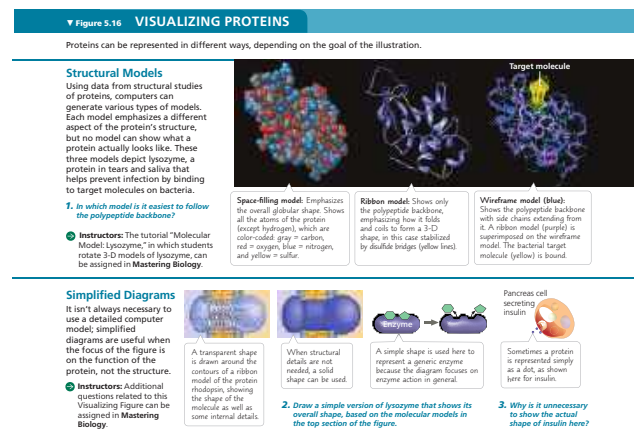 ▼ Figure 5.16 VISUALIZING PROTEINS
Proteins can be represented in different ways, depending on the goal of the illustration.
Structural Models
Using data from structural studies
of proteins, computers can
generate various types of models.
Each model emphasizes a different
aspect of the protein's structure,
but no model can show what a
protein actually looks like. These
three models depict lysozyme, a
protein in tears and saliva that
helps prevent infection by binding
to target molecules on bacteria.
1. In which model is it easiest to follow
the polypeptide backbone?
Instructors: The tutorial "Molecular
Model: Lysozyme," in which students
rotate 3-D models of lysozyme, can
be assigned in Mastering Biology.
Target molecule
Space-filling model: Emphasizes
the overall globular shape. Shows
all the atoms of the protein
(except hydrogen), which are
color-coded: gray = carbon,
red = oxygen, blue = nitrogen,
and yellow = sulfur.
Ribbon model: Shows only
the polypeptide backbone,
emphasizing how it folds
and coils to form a 3-D
shape, in this case stabilized
by disulfide bridges (yellow lines).
Wireframe model (blue):
Shows the polypeptide backbone
with side chains extending from
it. A ribbon model (purple) is
superimposed on the wireframe
model. The bacterial target
molecule (yellow) is bound.
Simplified Diagrams
It isn't always necessary to
use a detailed computer
model; simplified
diagrams are useful when
the focus of the figure is
on the function of the
protein, not the structure.
Instructors: Additional
questions related to this
Visualizing Figure can be
assigned in Mastering
Biology.
A transparent shape
is drawn around the
contours of a ribbon
model of the protein
rhodopsin, showing
the shape of the
molecule as well as
some internal details.
When structural
details are not
needed, a solid
shape can be used.
Enzyme
A simple shape is used here to
represent a generic enzyme
because the diagram focuses on
enzyme action in general.
Pancreas cell
secreting
insulin
Sometimes a protein
is represented simply
as a dot, as shown
here for insulin.
2. Draw a simple version of lysozyme that shows its
overall shape, based on the molecular models in
the top section of the figure.
3. Why is it unnecessary
to show the actual
shape of insulin here?